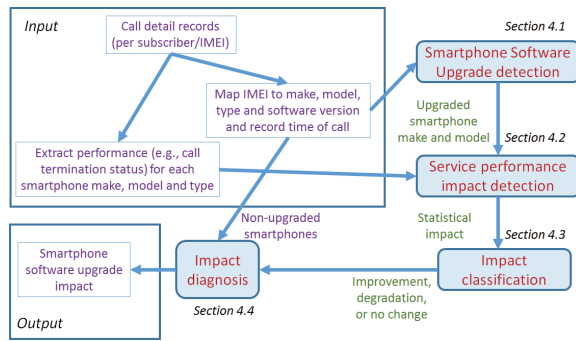 Input
Call detail records
(per subscriber/IMEI)
Map IMEI to make, model,
type and software version
and record time of call
Extract performance (e.g., call
termination status) for each
smartphone make, model and type
Section 4.1
Smartphone Software
Upgrade detection
Upgraded
smartphone
make and model
Section 4.2
Service performance
impact detection
Statistical
impact
Section 4.3
Impact
classification
Improvement,
degradation,
or no change
Non-upgraded
smartphones
Impact
diagnosis
Section 4.4
Smartphone
software upgrade
impact
Output